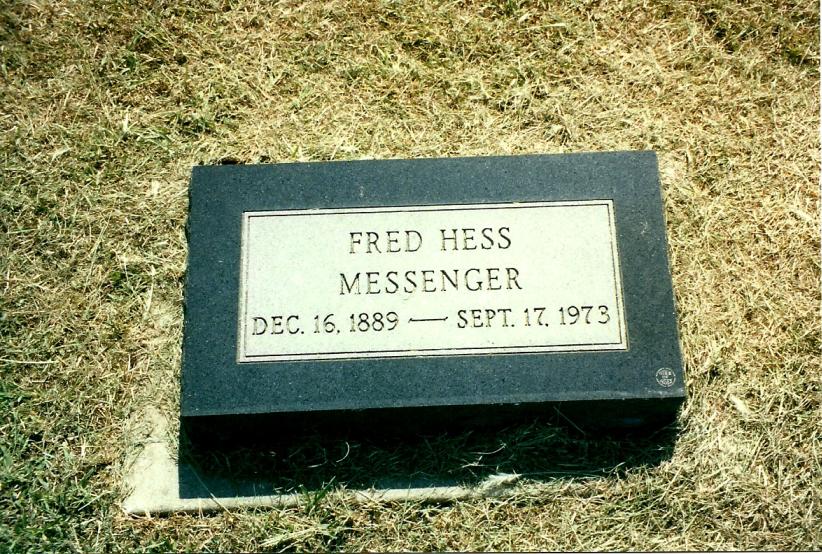 FRED HESS
MESSENGER
DEC. 16, 1889 — SEPT. 17, 1973